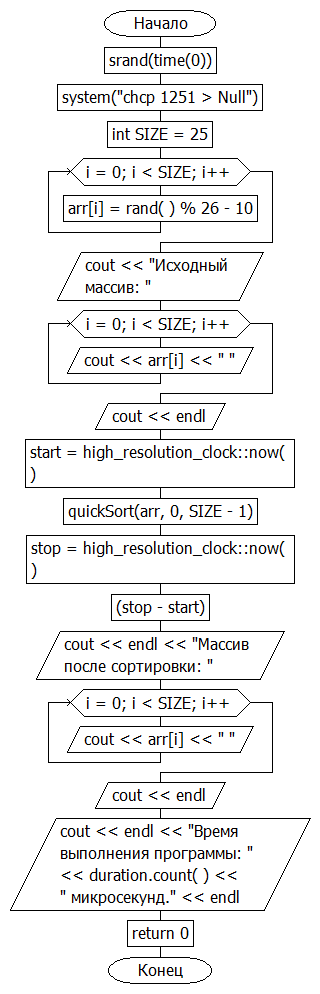 Начало
srand(time(0))
system("chcp 1251 > Null")
int SIZE = 25
i = 0; i < SIZE; i++
arr[i] = rand( ) % 26 - 10
cout << "Исходный
массив: "
i = 0; i < SIZE; i++
cout << arr[i] << " "
cout << endl
start = high_resolution_clock::now(
)
quickSort(arr, 0, SIZE - 1)
stop = high_resolution_clock::now(
)
(stop - start)
cout << endl << "Массив
после сортировки: "
i = 0; i < SIZE; i++
cout << arr[i] << " "
cout << endl
cout << endl << "Время
выполнения программы: "
<< duration.count( ) <<
" микросекунд." << endl
return 0
Конец